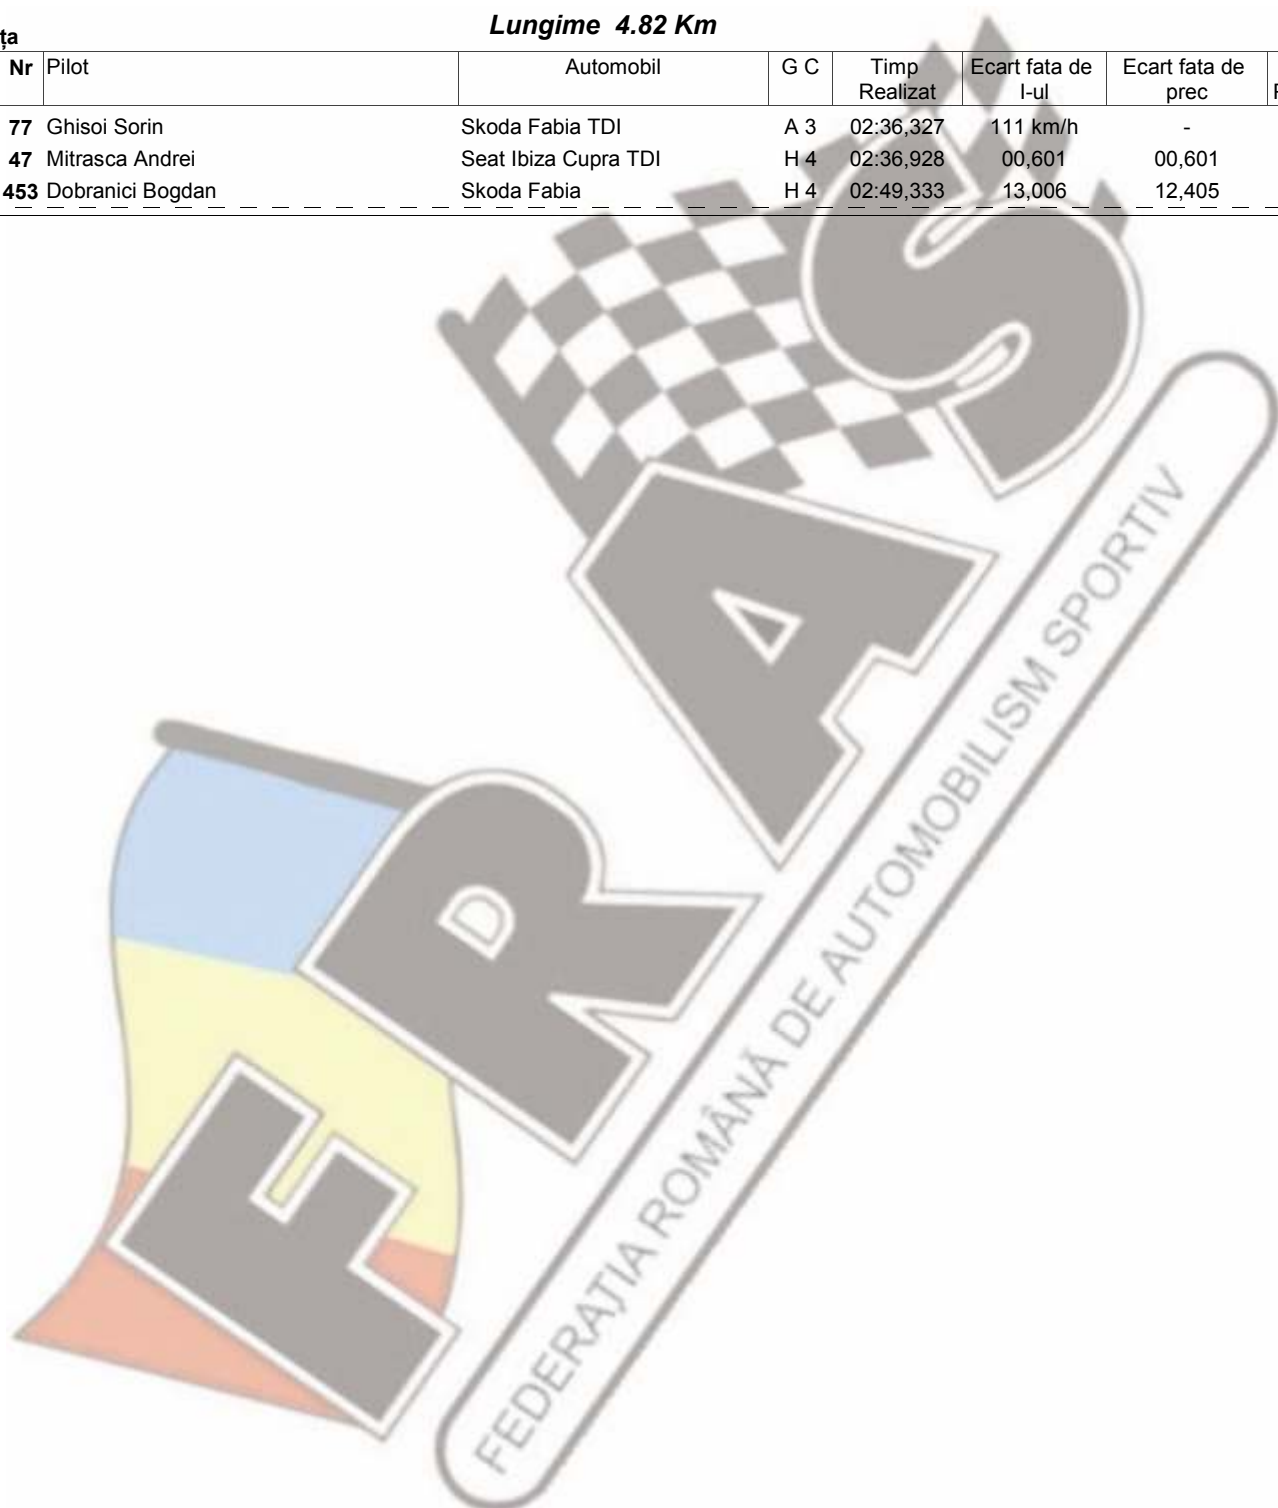 Lungime 4.82 Km
ța
Nr Pilot Automobil G C Timp Realizat Ecart fata de I-ul Ecart fata de prec
77 Ghisoi Sorin Skoda Fabia TDI A 3 02:36,327 111 km/h -
47 Mitrasca Andrei Seat Ibiza Cupra TDI H 4 02:36,928 00,601 00,601
453 Dobranici Bogdan Skoda Fabia H 4 02:49,333 13,006 12,405
FRAS
FEDERAȚIA ROMÂNĂ DE AUTOMOBILISM SPORTIV